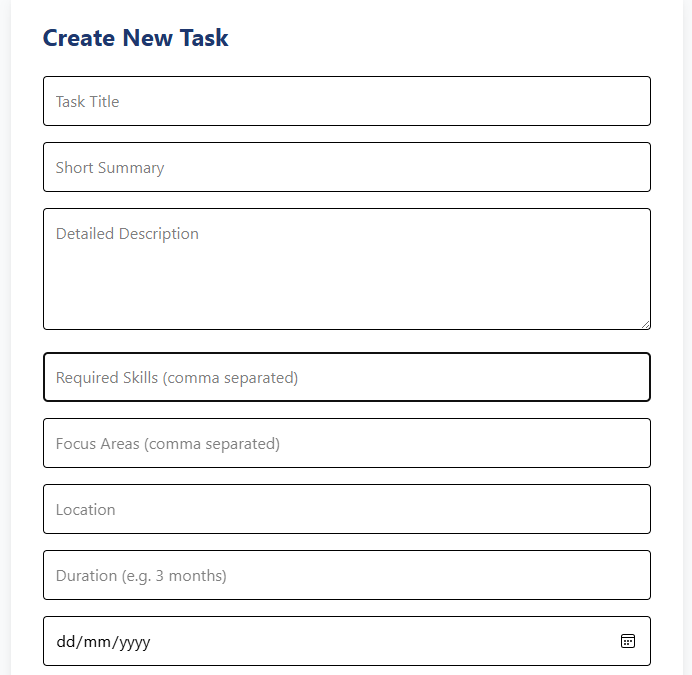 Create New Task
Task Title
Short Summary
Detailed Description
Required Skills (comma separated)
Focus Areas (comma separated)
Location
Duration (e.g. 3 months)
dd/mm/yyyy